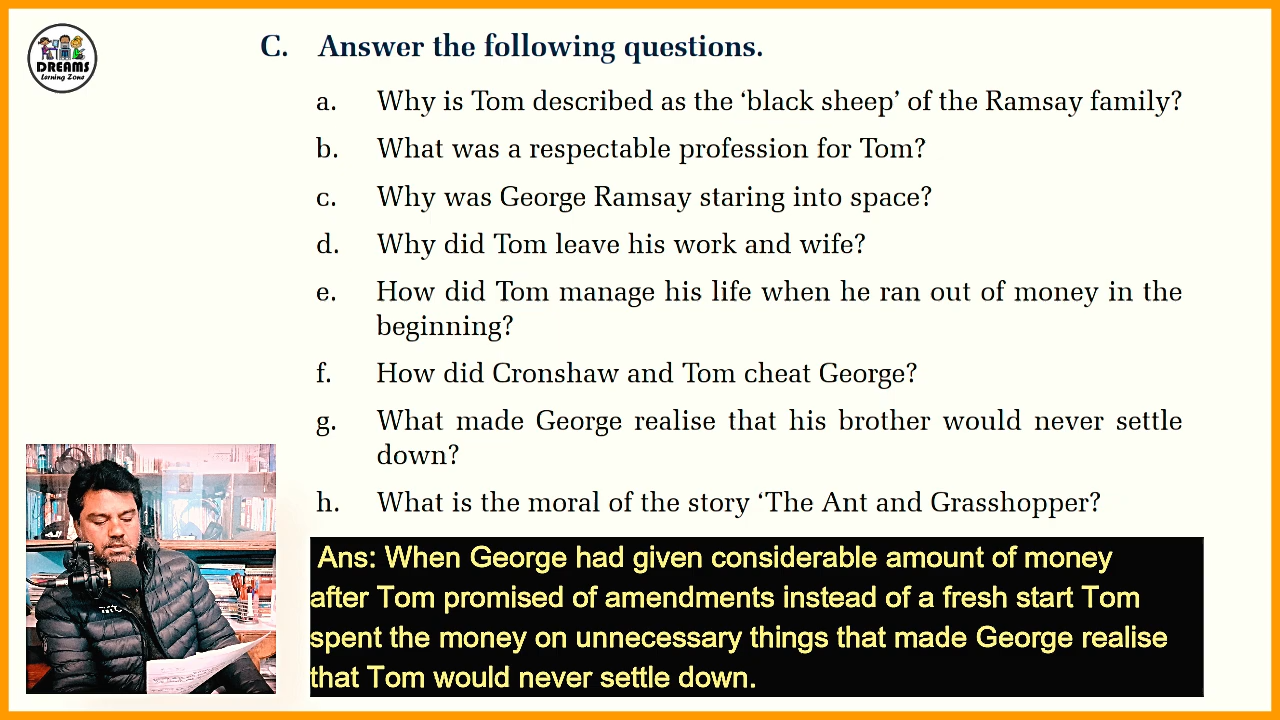 DREAMS
Lerning Zone
C. Answer the following questions.
a. Why is Tom described as the ‘black sheep’ of the Ramsay family?
b. What was a respectable profession for Tom?
c. Why was George Ramsay staring into space?
d. Why did Tom leave his work and wife?
e. How did Tom manage his life when he ran out of money in the
beginning?
f. How did Cronshaw and Tom cheat George?
g. What made George realise that his brother would never settle
down?
h. What is the moral of the story ‘The Ant and Grasshopper?
Ans: When George had given considerable amount of money
after Tom promised of amendments instead of a fresh start Tom
spent the money on unnecessary things that made George realise
that Tom would never settle down.